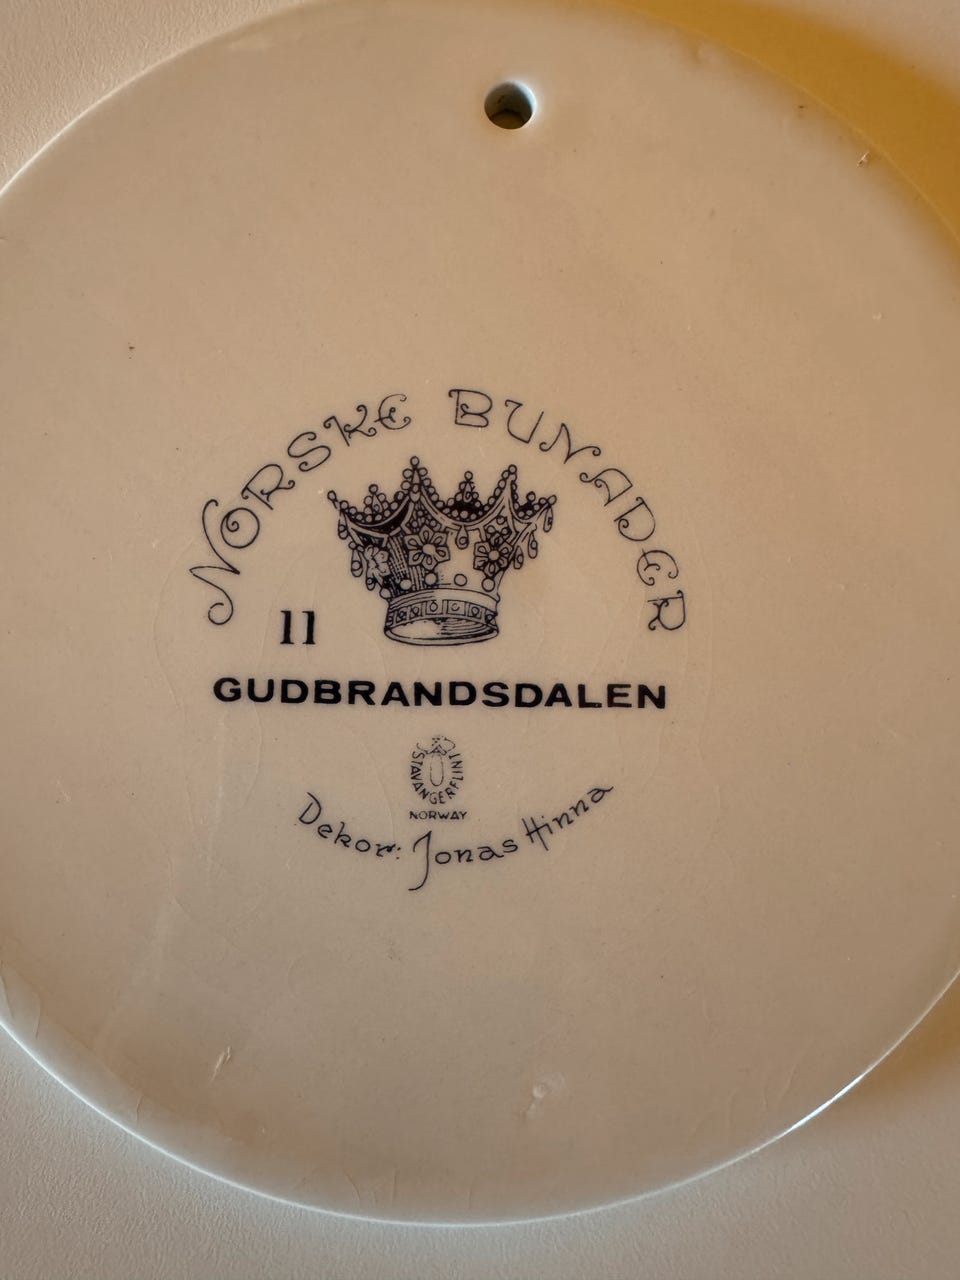 NORSKE BUNADER
11
GUDBRANDSDALEN
STAVANGERFLINT
NORWAY
Dekor: Jonas Hinna